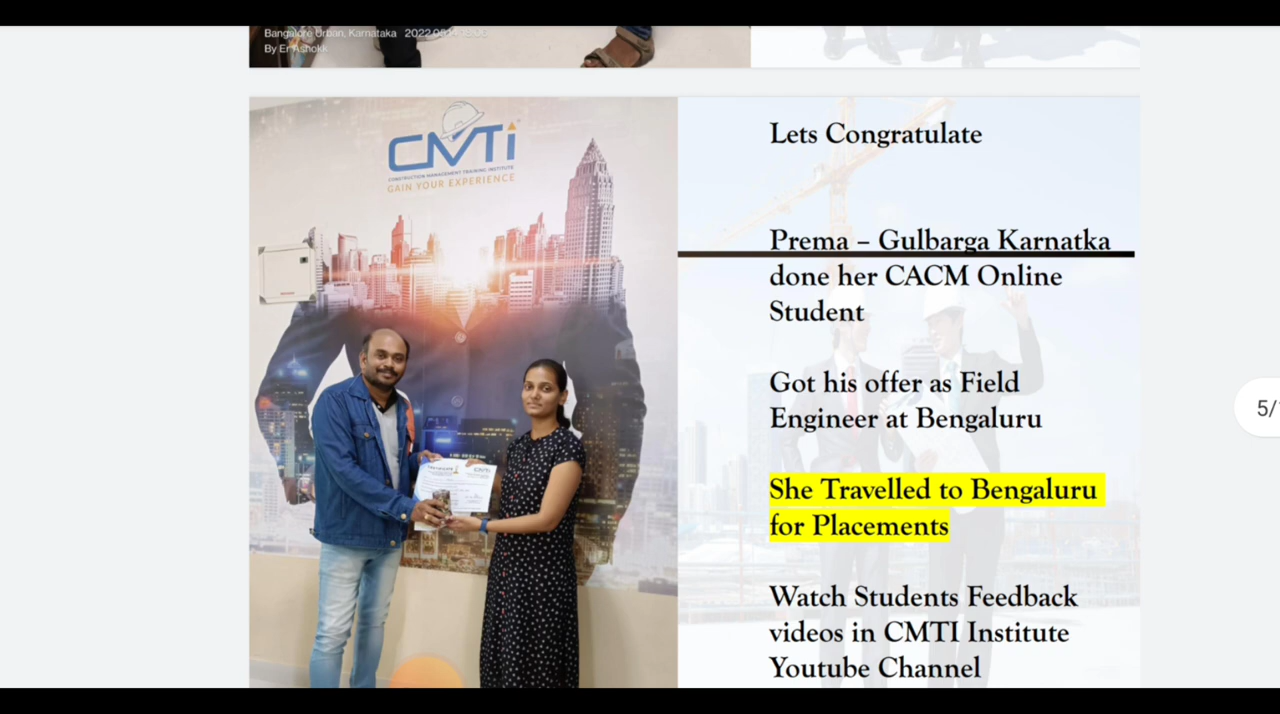 Bangalore Urban, Karnataka
By Er Ashokk
CMTI
CONSTRUCTION MANAGEMENT TRAINING INSTITUTE
GAIN YOUR EXPERIENCE
CMTI
Lets Congratulate
Prema – Gulbarga Karnatka
done her CACM Online
Student
Got his offer as Field
Engineer at Bengaluru
She Travelled to Bengaluru
for Placements
Watch Students Feedback
videos in CMTI Institute
Youtube Channel
5/